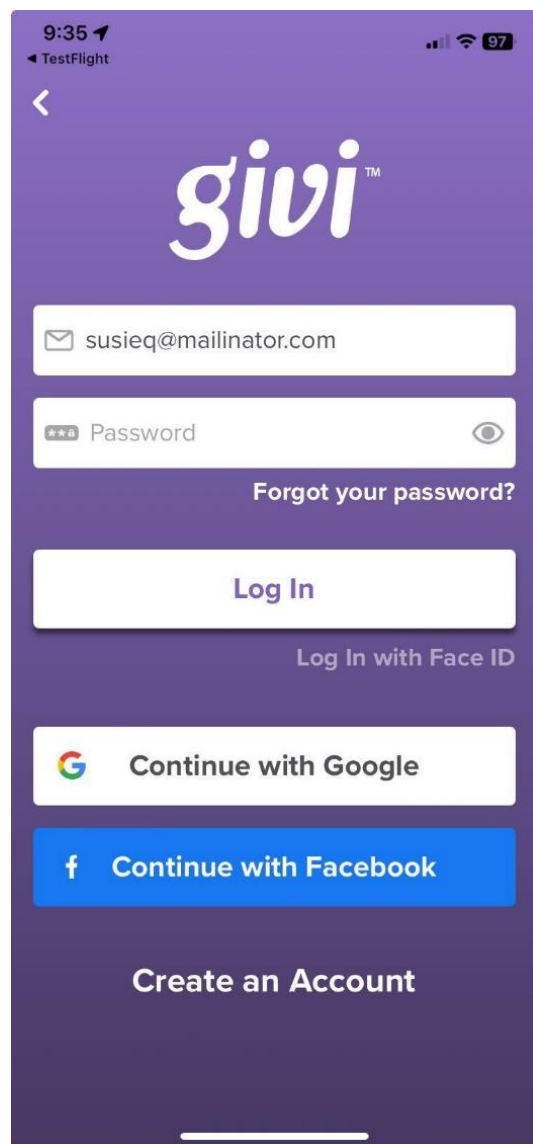 9:35
97
TestFlight
givi™
susieq@mailinator.com
Password
Forgot your password?
Log In
Log In with Face ID
G Continue with Google
f Continue with Facebook
Create an Account